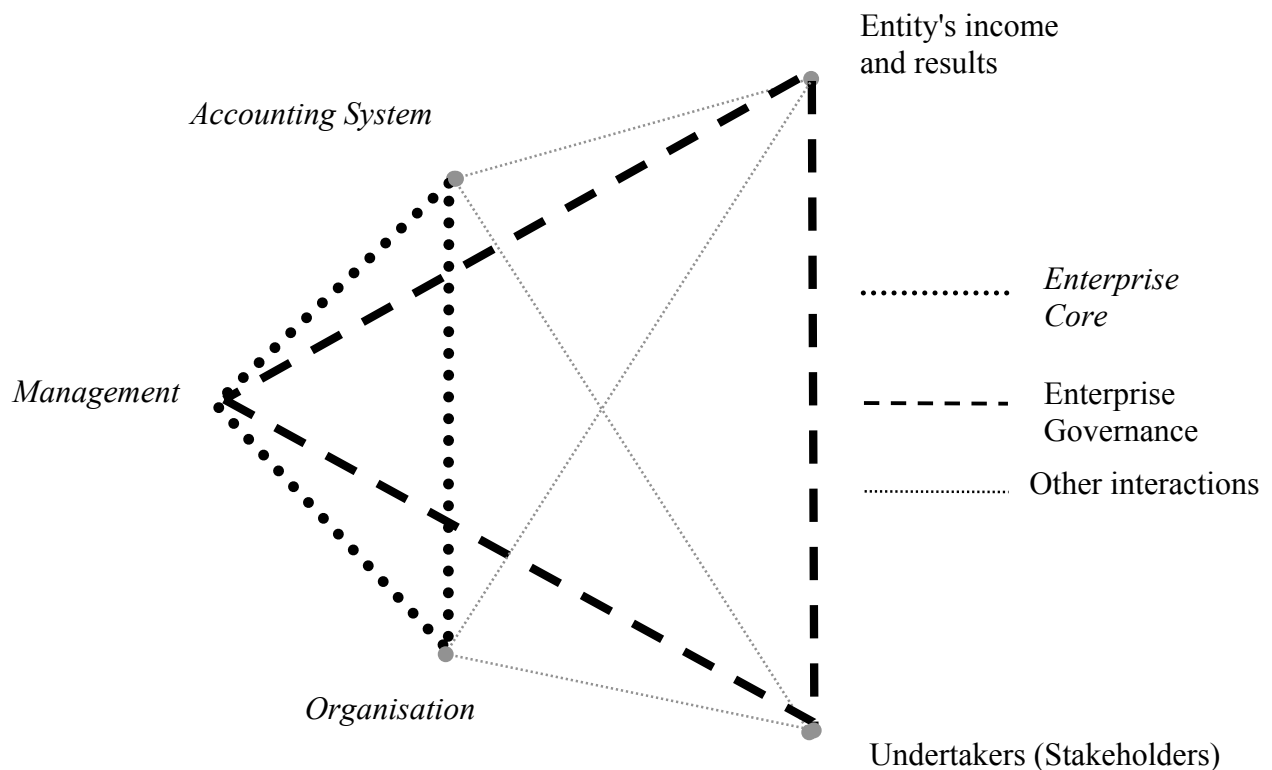 Entity's income
and results
Accounting System
Management
Enterprise
Core
Enterprise
Governance
Other interactions
Organisation
Undertakers (Stakeholders)